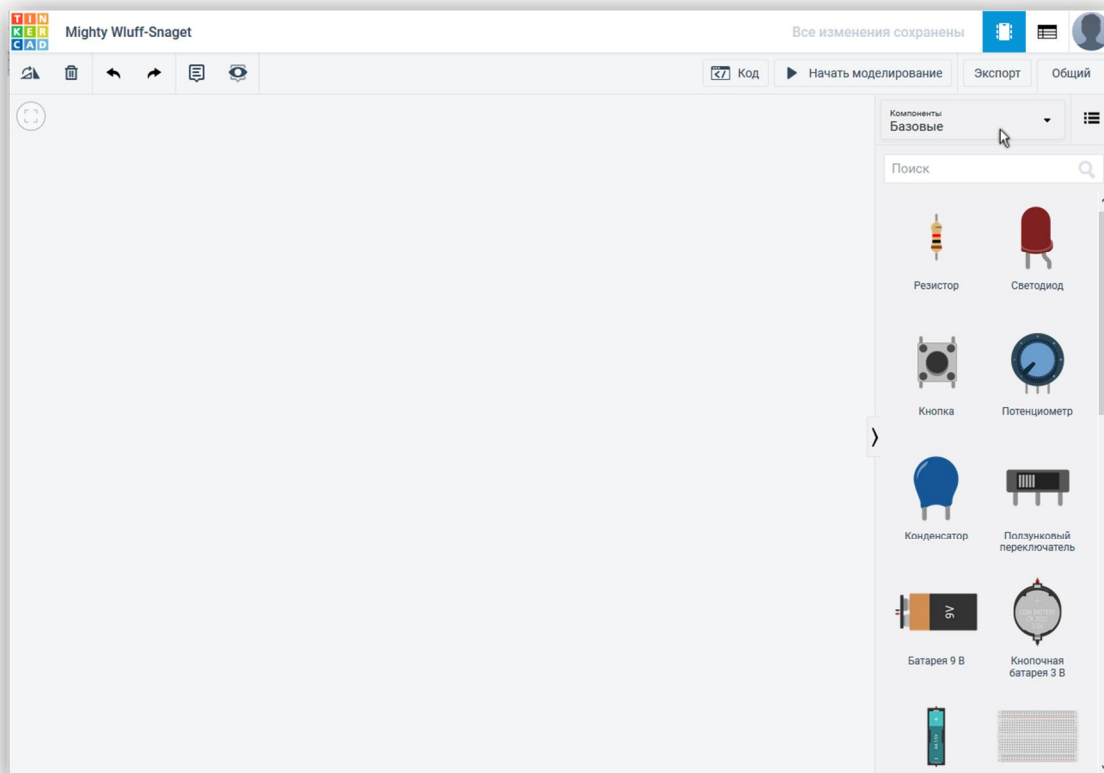 TIN
KER
CAD
Mighty Wluff-Snaget
Все изменения сохранены
Код
Начать моделирование
Экспорт
Общий
Компоненты
Базовые
Поиск
Резистор
Светодиод
Кнопка
Потенциометр
Конденсатор
Ползунковый
переключатель
9V
Батарея 9 В
Кнопочная
батарея 3 В